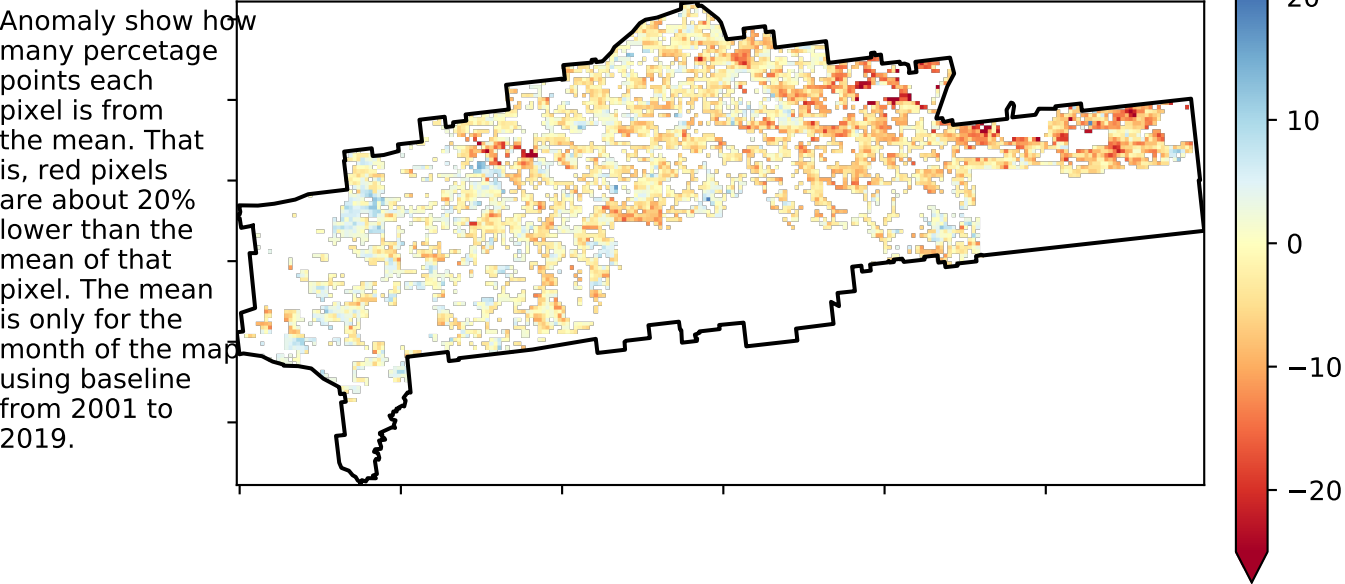 Anomaly show how
many percetage
points each
pixel is from
the mean. That
is, red pixels
are about 20%
lower than the
mean of that
pixel. The mean
is only for the
month of the map
using baseline
from 2001 to
2019.
20
10
0
−10
−20